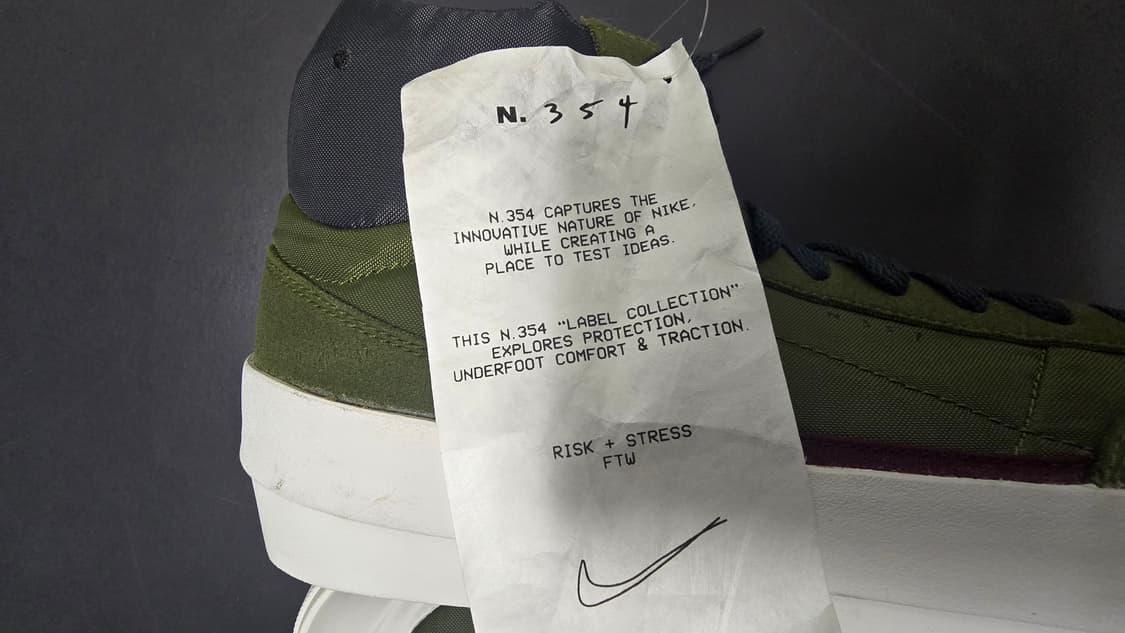 N. 354
N.354 CAPTURES THE
INNOVATIVE NATURE OF NIKE,
WHILE CREATING A
PLACE TO TEST IDEAS.
THIS N.354 “LABEL COLLECTION”
EXPLORES PROTECTION,
UNDERFOOT COMFORT & TRACTION.
RISK + STRESS
FTW